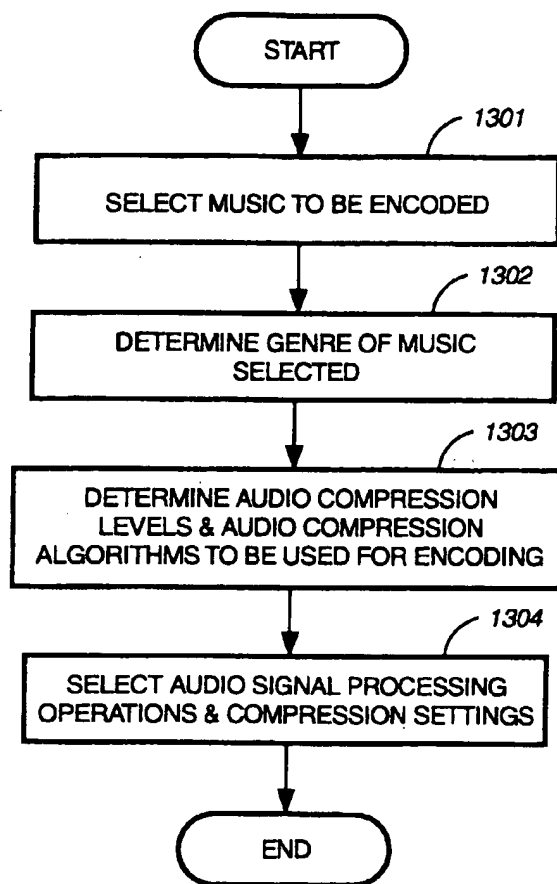 START
1301
SELECT MUSIC TO BE ENCODED
1302
DETERMINE GENRE OF MUSIC
SELECTED
1303
DETERMINE AUDIO COMPRESSION
LEVELS & AUDIO COMPRESSION
ALGORITHMS TO BE USED FOR ENCODING
1304
SELECT AUDIO SIGNAL PROCESSING
OPERATIONS & COMPRESSION SETTINGS
END